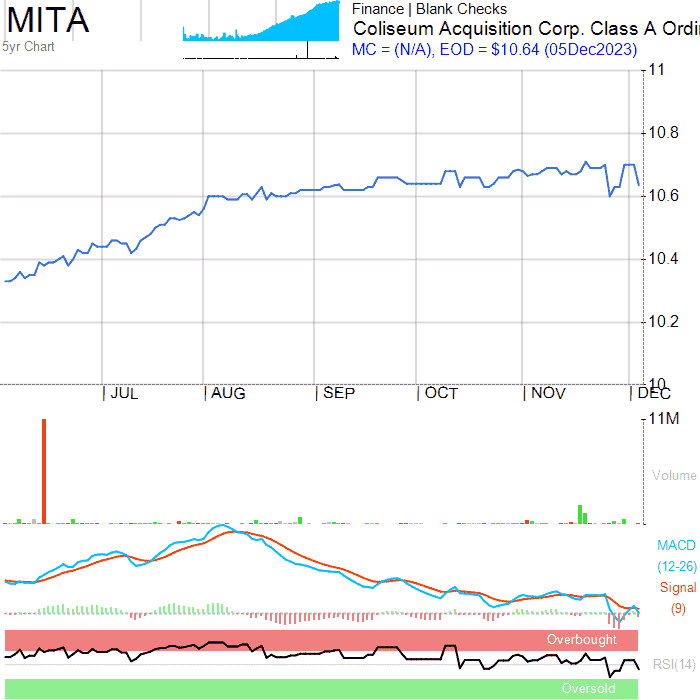 MITA
5yr Chart
Finance | Blank Checks
Coliseum Acquisition Corp. Class A Ordi
MC = (N/A), EOD = $10.64 (05Dec2023)
11
10.8
10.6
10.4
10.2
10
JUL AUG SEP OCT NOV DEC
11M
Volume
MACD
(12-26)
Signal
(9)
Overbought
RSI(14)
Oversold